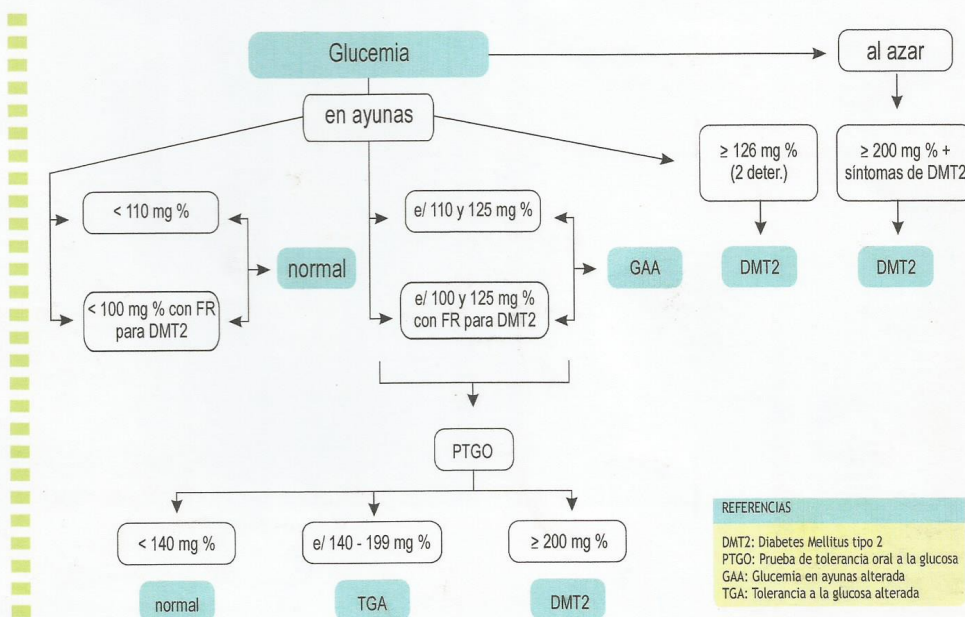 Glucemia
al azar
en ayunas
≥ 126 mg %
(2 deter.)
≥ 200 mg % +
síntomas de DMT2
< 110 mg %
e/ 110 y 125 mg %
normal
GAA
DMT2
DMT2
< 100 mg % con FR
para DMT2
e/ 100 y 125 mg %
con FR para DMT2
PTGO
< 140 mg %
e/ 140 - 199 mg %
≥ 200 mg %
normal
TGA
DMT2
REFERENCIAS
DMT2: Diabetes Mellitus tipo 2
PTGO: Prueba de tolerancia oral a la glucosa
GAA: Glucemia en ayunas alterada
TGA: Tolerancia a la glucosa alterada